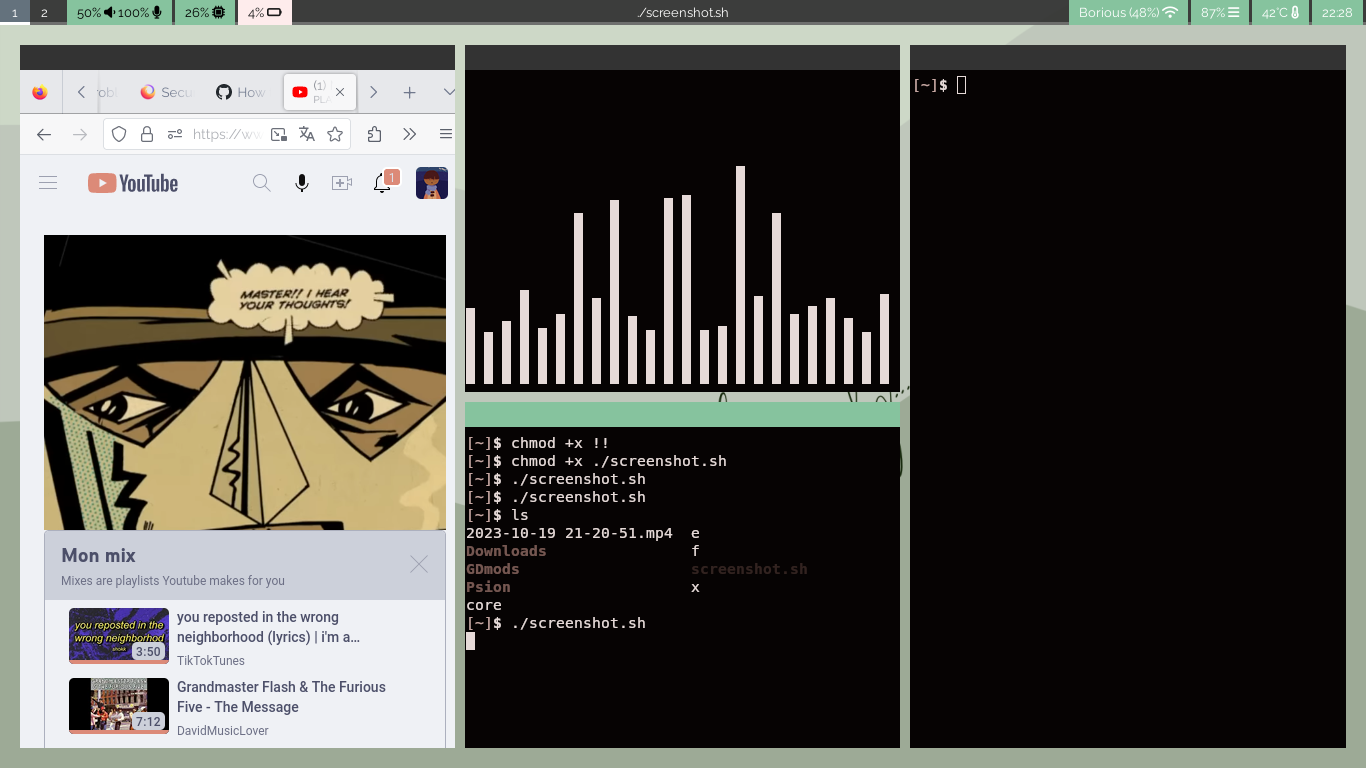 1 2 50% 100% 26% 4% ./screenshot.sh Borious (48%) 87% 42°C 22:28
Secu How (1)
https://ww
YouTube 1
MASTER!! I HEAR
YOUR THOUGHTS!
Mon mix
Mixes are playlists Youtube makes for you
you reposted in the
wrong neighborhod
3:50
you reposted in the wrong
neighborhood (lyrics) | i'm a…
TikTokTunes
7:12
Grandmaster Flash & The Furious
Five - The Message
DavidMusicLover
[~]$ chmod +x !!
[~]$ chmod +x ./screenshot.sh
[~]$ ./screenshot.sh
[~]$ ./screenshot.sh
[~]$ ls
2023-10-19 21-20-51.mp4 e
Downloads f
GDmods screenshot.sh
Psion x
core
[~]$ ./screenshot.sh
[~]$